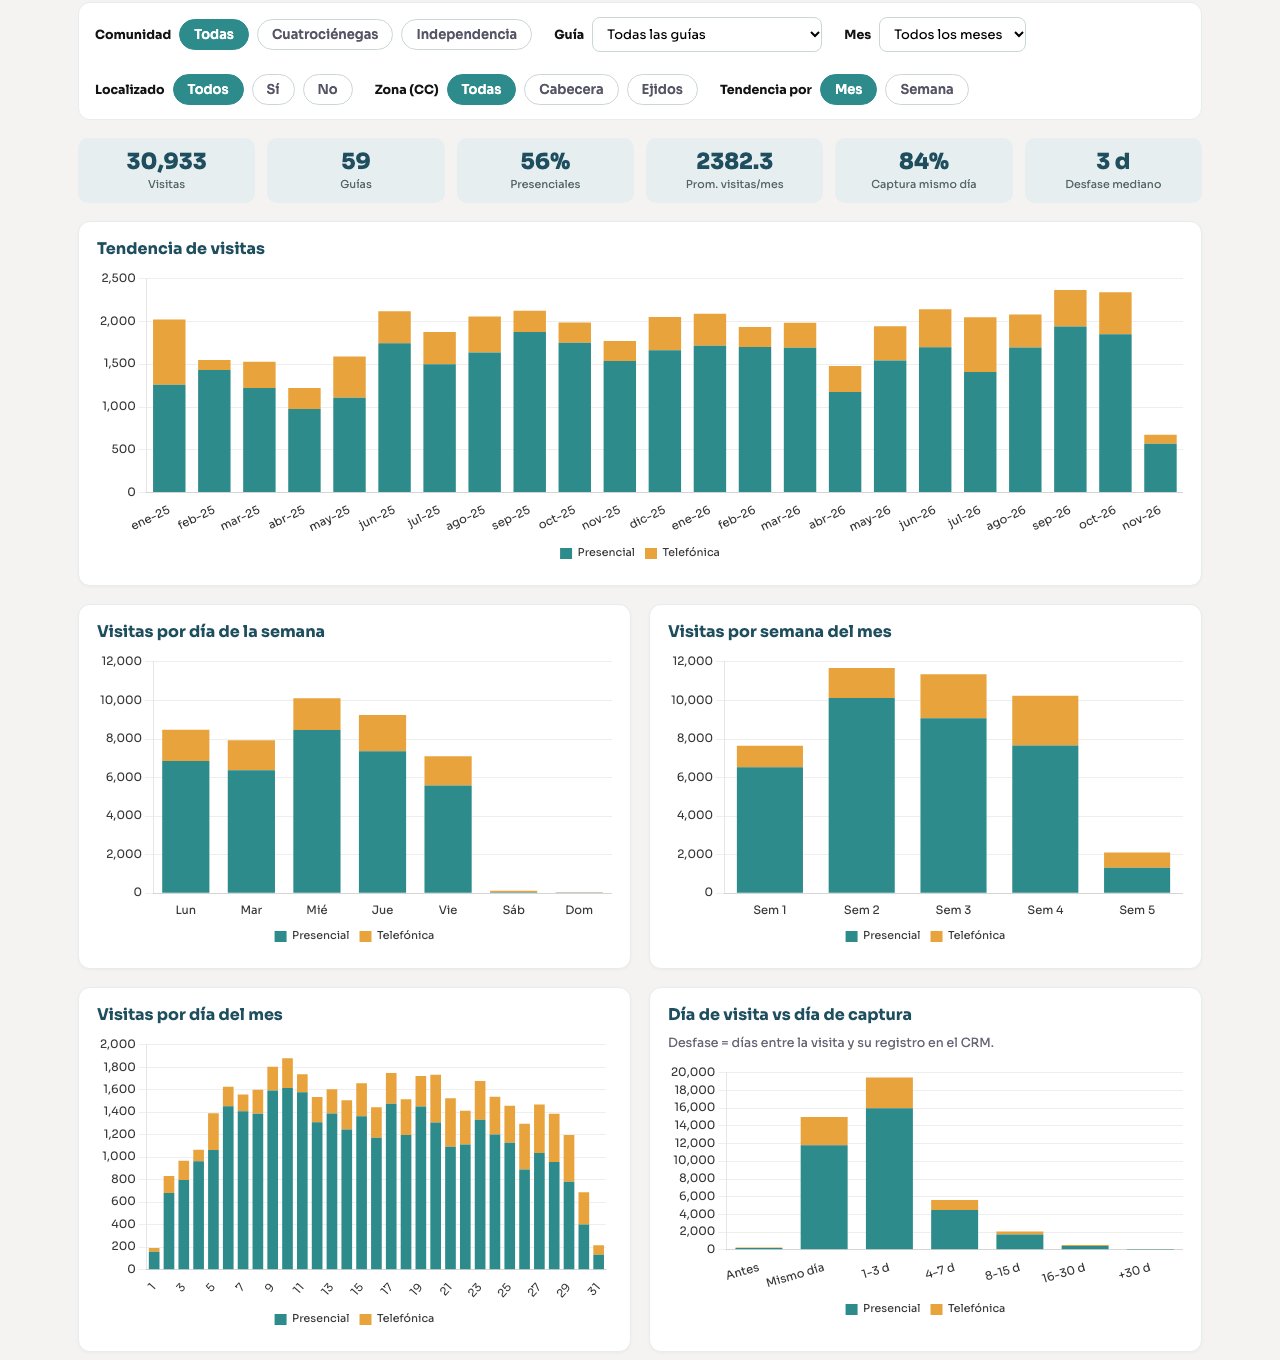 Comunidad Todas Cuatrociénegas Independencia Guía Todas las guías Mes Todos los meses
Localizado Todos Sí No Zona (CC) Todas Cabecera Ejidos Tendencia por Mes Semana
30,933 59 56% 2382.3 84% 3 d
Visitas Guías Presenciales Prom. visitas/mes Captura mismo día Desfase mediano
Tendencia de visitas
2,500
2,000
1,500
1,000
500
0
ene-25 feb-25 mar-25 abr-25 may-25 jun-25 jul-25 ago-25 sep-25 oct-25 nov-25 dic-25 ene-26 feb-26 mar-26 abr-26 may-26 jun-26 jul-26 ago-26 sep-26 oct-26 nov-26
Presencial Telefónica
Visitas por día de la semana
12,000
10,000
8,000
6,000
4,000
2,000
0
Lun Mar Mié Jue Vie Sáb Dom
Presencial Telefónica
Visitas por semana del mes
12,000
10,000
8,000
6,000
4,000
2,000
0
Sem 1 Sem 2 Sem 3 Sem 4 Sem 5
Presencial Telefónica
Visitas por día del mes
2,000
1,800
1,600
1,400
1,200
1,000
800
600
400
200
0
1 3 5 7 9 11 13 15 17 19 21 23 25 27 29 31
Presencial Telefónica
Día de visita vs día de captura
Desfase = días entre la visita y su registro en el CRM.
20,000
18,000
16,000
14,000
12,000
10,000
8,000
6,000
4,000
2,000
0
Antes Mismo día 1-3 d 4-7 d 8-15 d 16-30 d +30 d
Presencial Telefónica